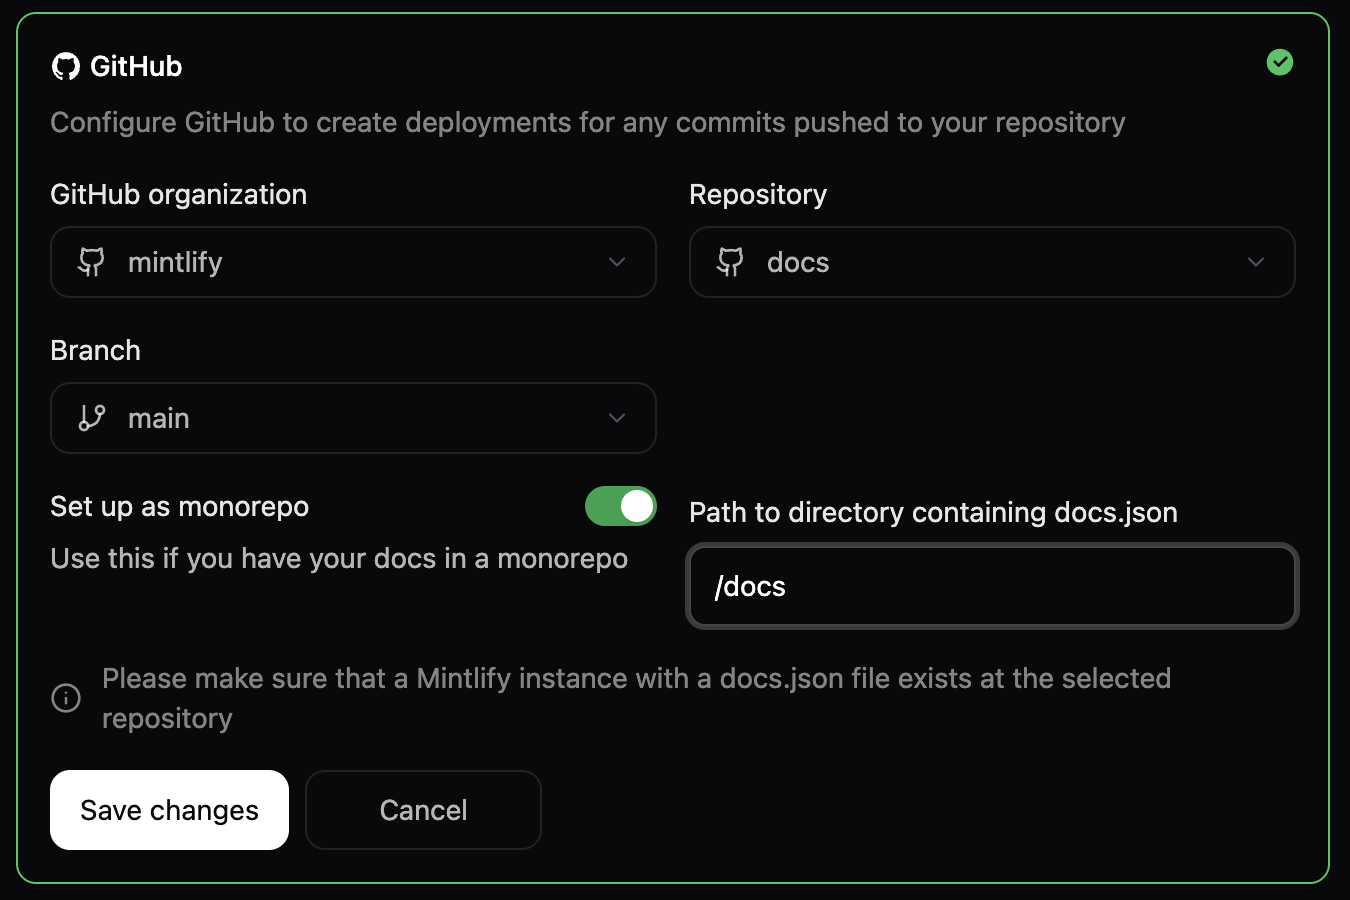 GitHub
Configure GitHub to create deployments for any commits pushed to your repository
GitHub organization
Repository
mintlify
docs
Branch
main
Set up as monorepo
Use this if you have your docs in a monorepo
Path to directory containing docs.json
/docs
Please make sure that a Mintlify instance with a docs.json file exists at the selected
repository
Save changes
Cancel